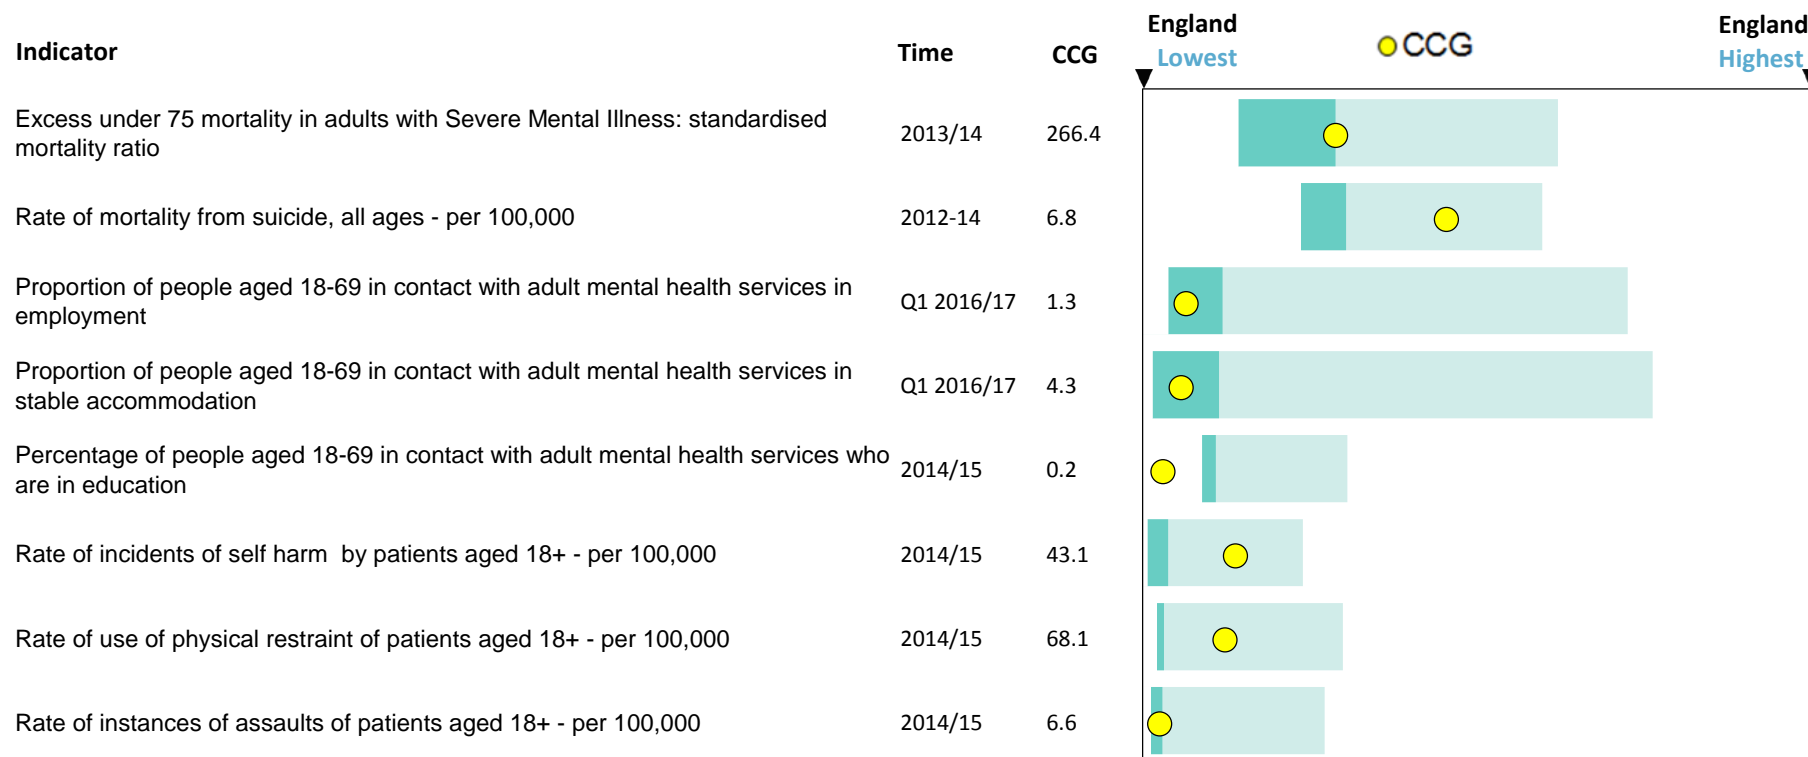 Indicator Time CCG England Lowest CCG England Highest
Excess under 75 mortality in adults with Severe Mental Illness: standardised
mortality ratio 2013/14 266.4
Rate of mortality from suicide, all ages - per 100,000 2012-14 6.8
Proportion of people aged 18-69 in contact with adult mental health services in
employment Q1 2016/17 1.3
Proportion of people aged 18-69 in contact with adult mental health services in
stable accommodation Q1 2016/17 4.3
Percentage of people aged 18-69 in contact with adult mental health services who
are in education 2014/15 0.2
Rate of incidents of self harm  by patients aged 18+ - per 100,000 2014/15 43.1
Rate of use of physical restraint of patients aged 18+ - per 100,000 2014/15 68.1
Rate of instances of assaults of patients aged 18+ - per 100,000 2014/15 6.6